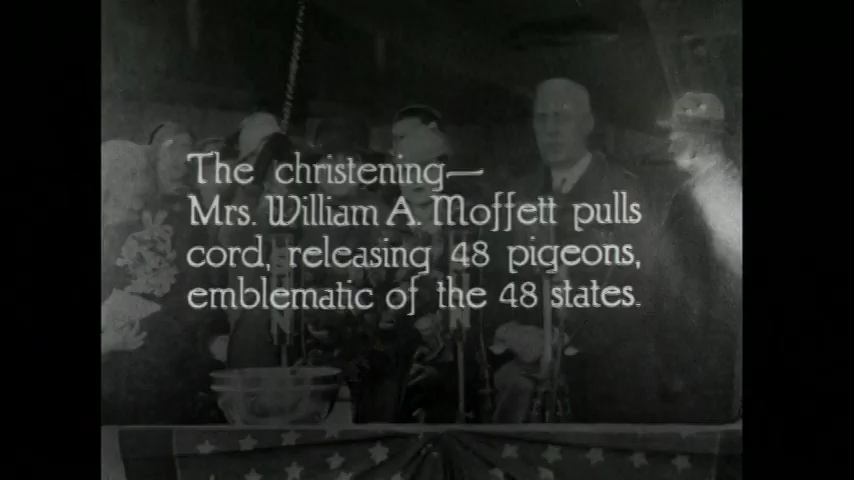 The christening—
Mrs. William A. Moffett pulls
cord, releasing 48 pigeons,
emblematic of the 48 states.